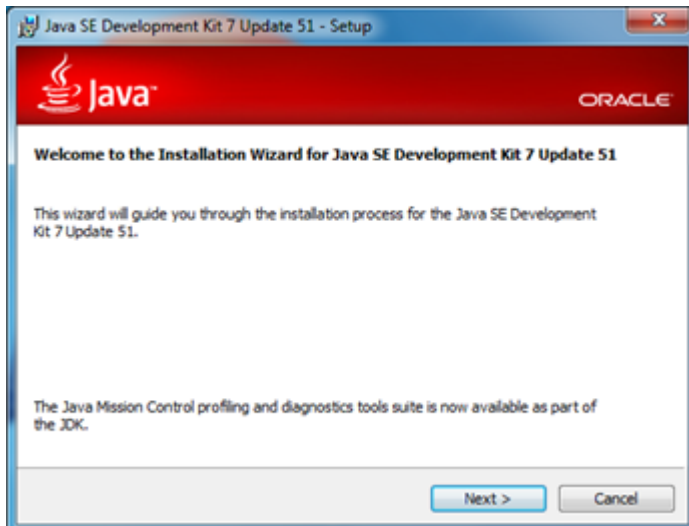 Java SE Development Kit 7 Update 51 - Setup
Java™
ORACLE
Welcome to the Installation Wizard for Java SE Development Kit 7 Update 51
This wizard will guide you through the installation process for the Java SE Development
Kit 7 Update 51.
The Java Mission Control profiling and diagnostics tools suite is now available as part of
the JDK.
Next >
Cancel